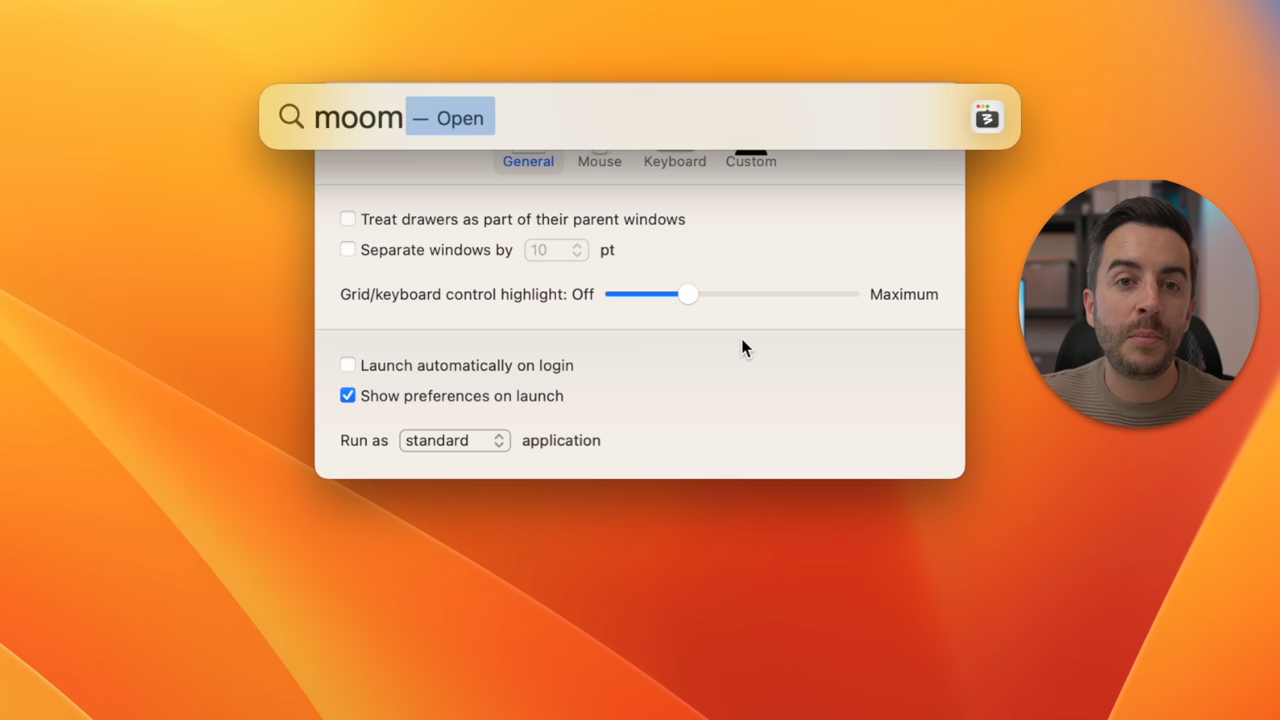 moom — Open
General Mouse Keyboard Custom
Treat drawers as part of their parent windows
Separate windows by 10 pt
Grid/keyboard control highlight: Off Maximum
Launch automatically on login
Show preferences on launch
Run as standard application